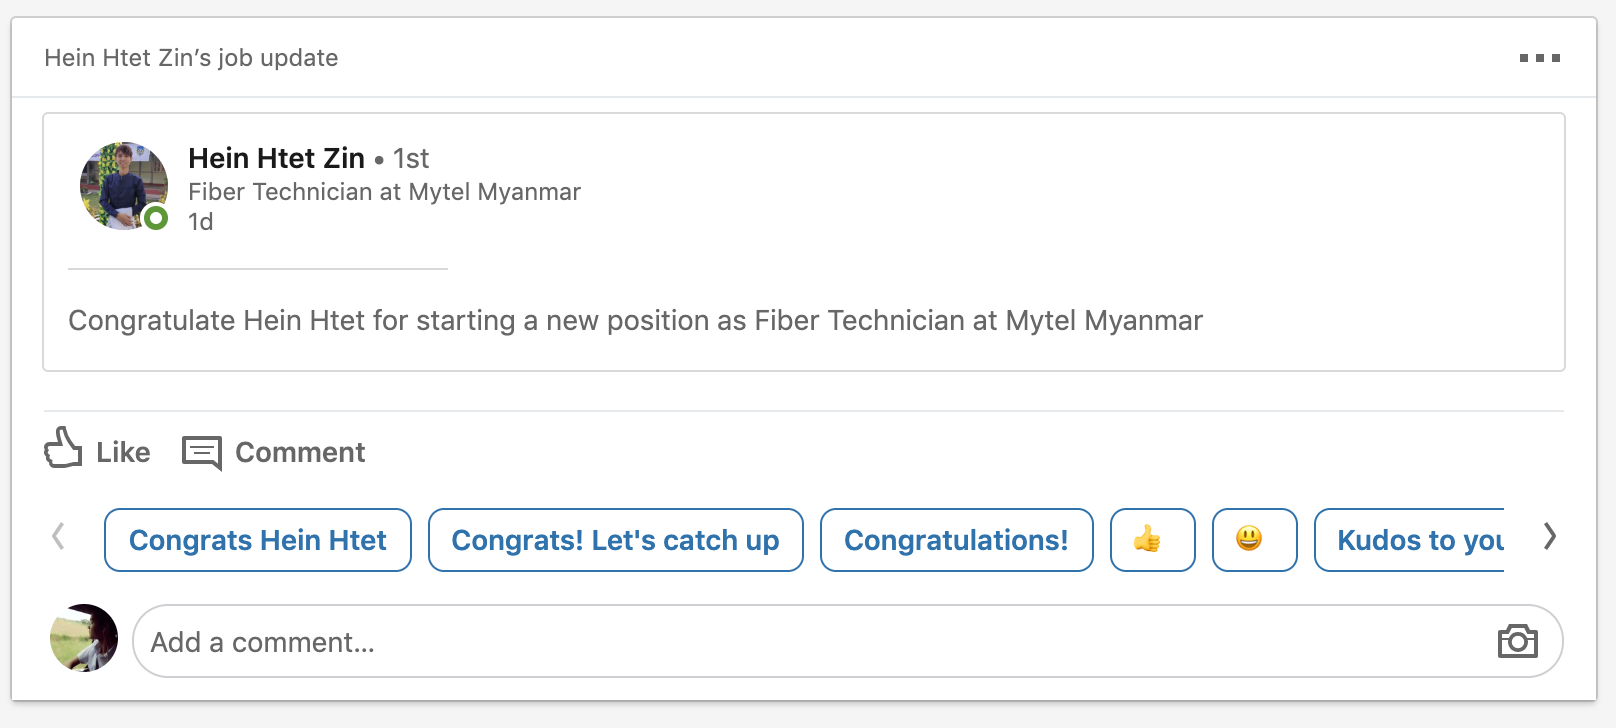 Hein Htet Zin’s job update
Hein Htet Zin • 1st
Fiber Technician at Mytel Myanmar
1d
Congratulate Hein Htet for starting a new position as Fiber Technician at Mytel Myanmar
Like Comment
Congrats Hein Htet Congrats! Let's catch up Congratulations! 👍 😃 Kudos to you
Add a comment...